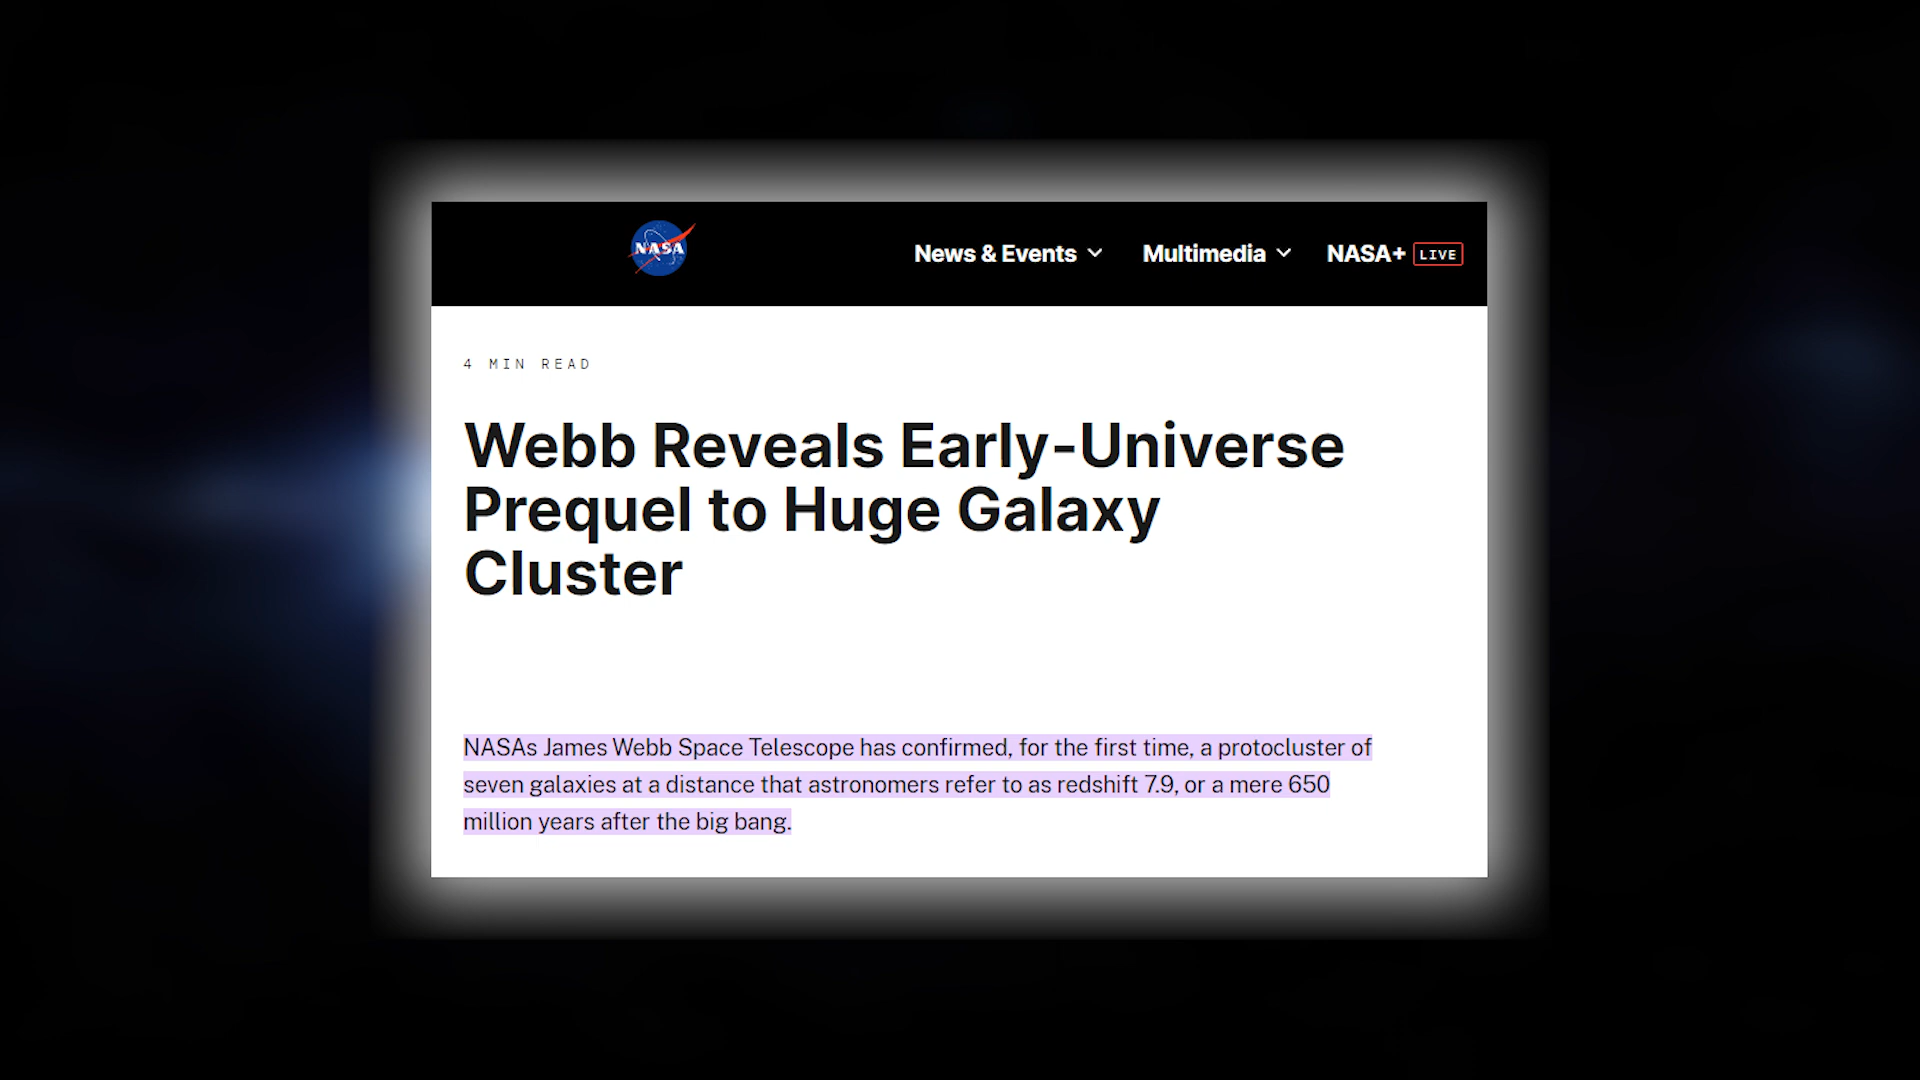 NASA
News & Events
Multimedia
NASA+ LIVE
4 MIN READ
Webb Reveals Early-Universe
Prequel to Huge Galaxy
Cluster
NASAs James Webb Space Telescope has confirmed, for the first time, a protocluster of
seven galaxies at a distance that astronomers refer to as redshift 7.9, or a mere 650
million years after the big bang.